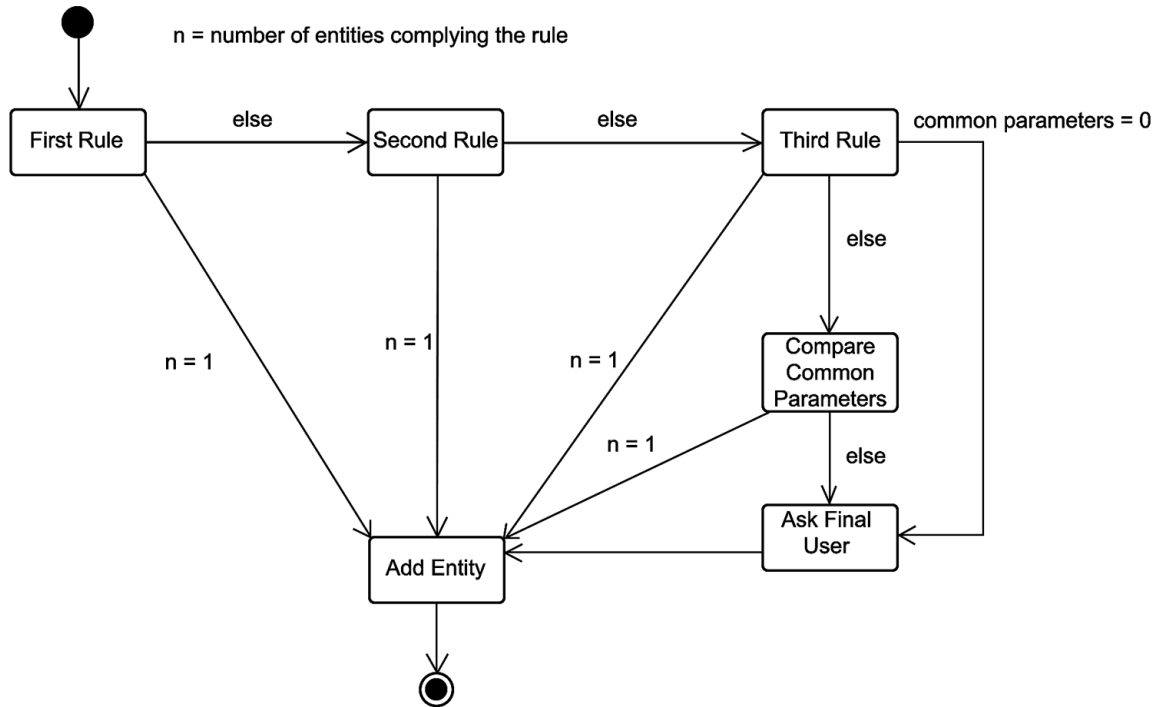 n = number of entities complying the rule
First Rule
else
Second Rule
else
Third Rule
common parameters = 0
else
n = 1
n = 1
n = 1
Compare
Common
Parameters
n = 1
else
Ask Final
User
Add Entity